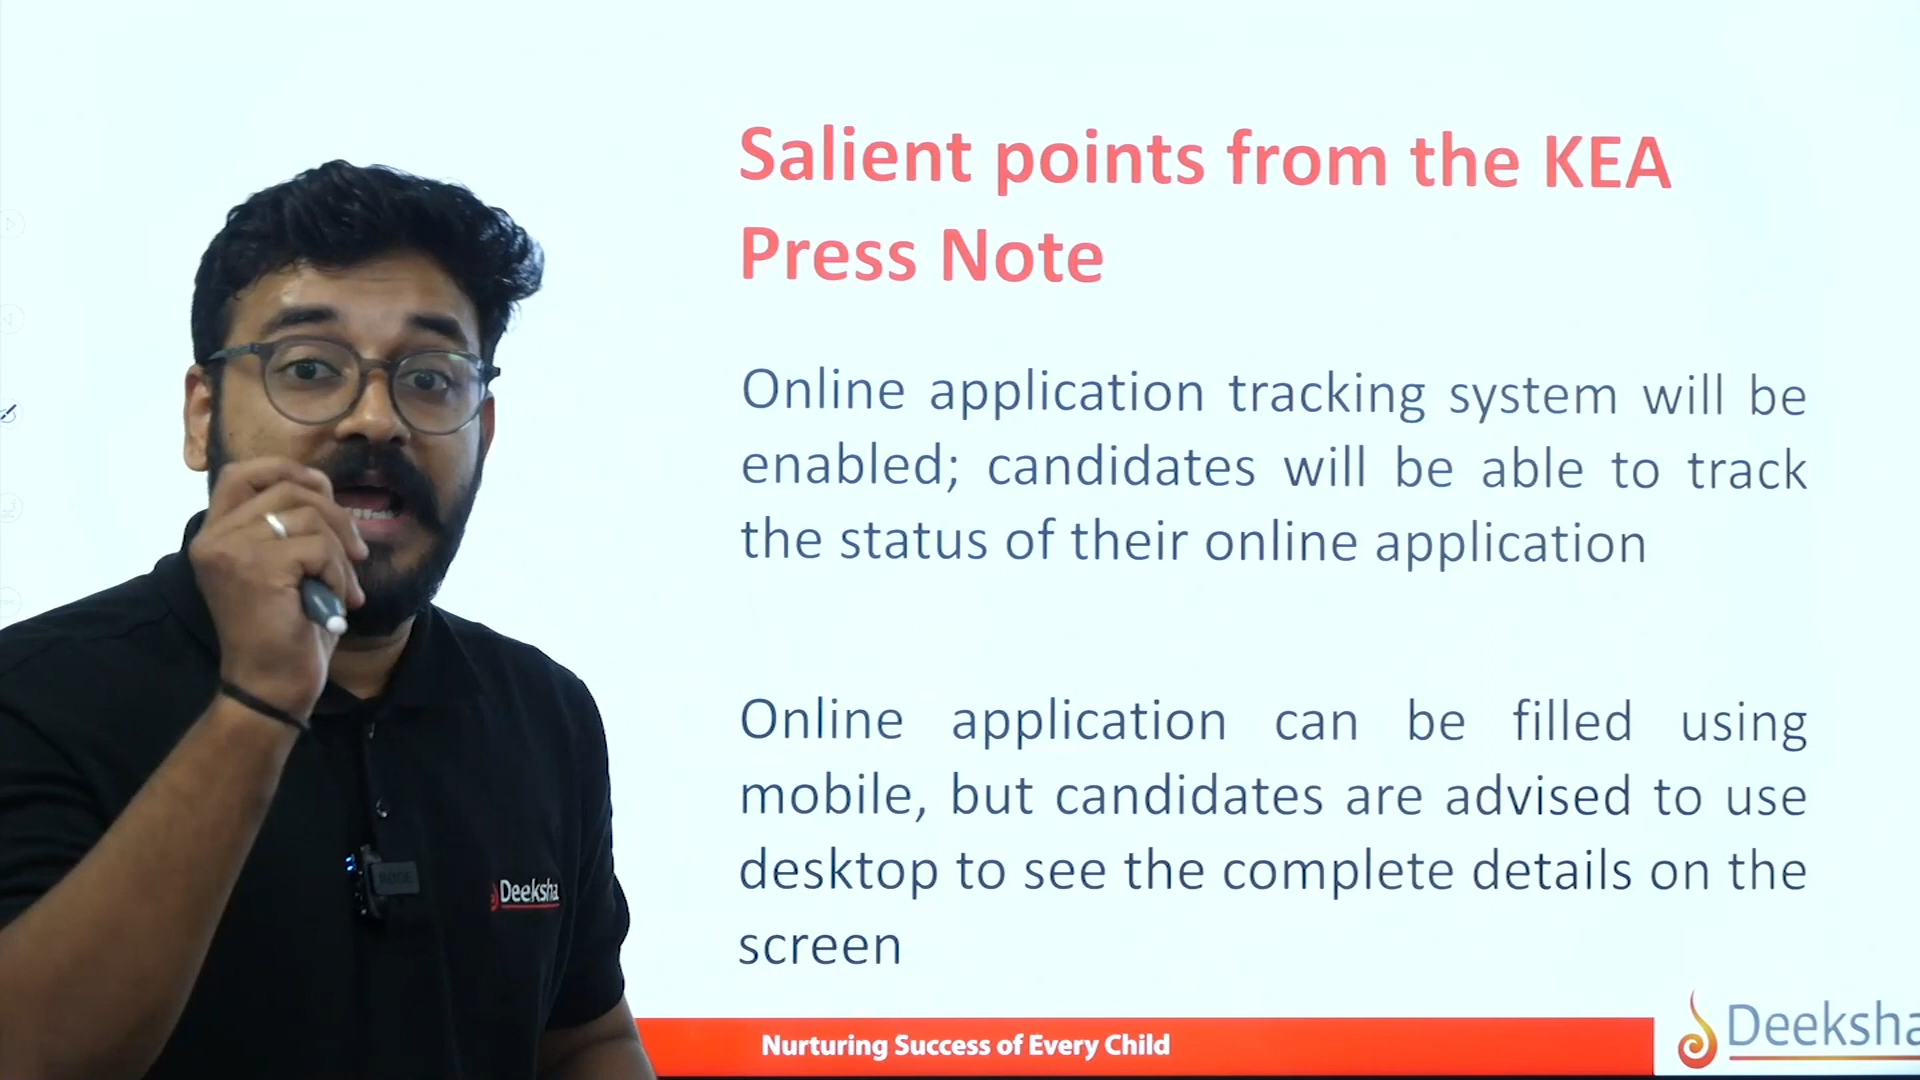 Salient points from the KEA
Press Note
Online application tracking system will be
enabled; candidates will be able to track
the status of their online application
Online application can be filled using
mobile, but candidates are advised to use
desktop to see the complete details on the
screen
Deeksha
Nurturing Success of Every Child
Deeksha